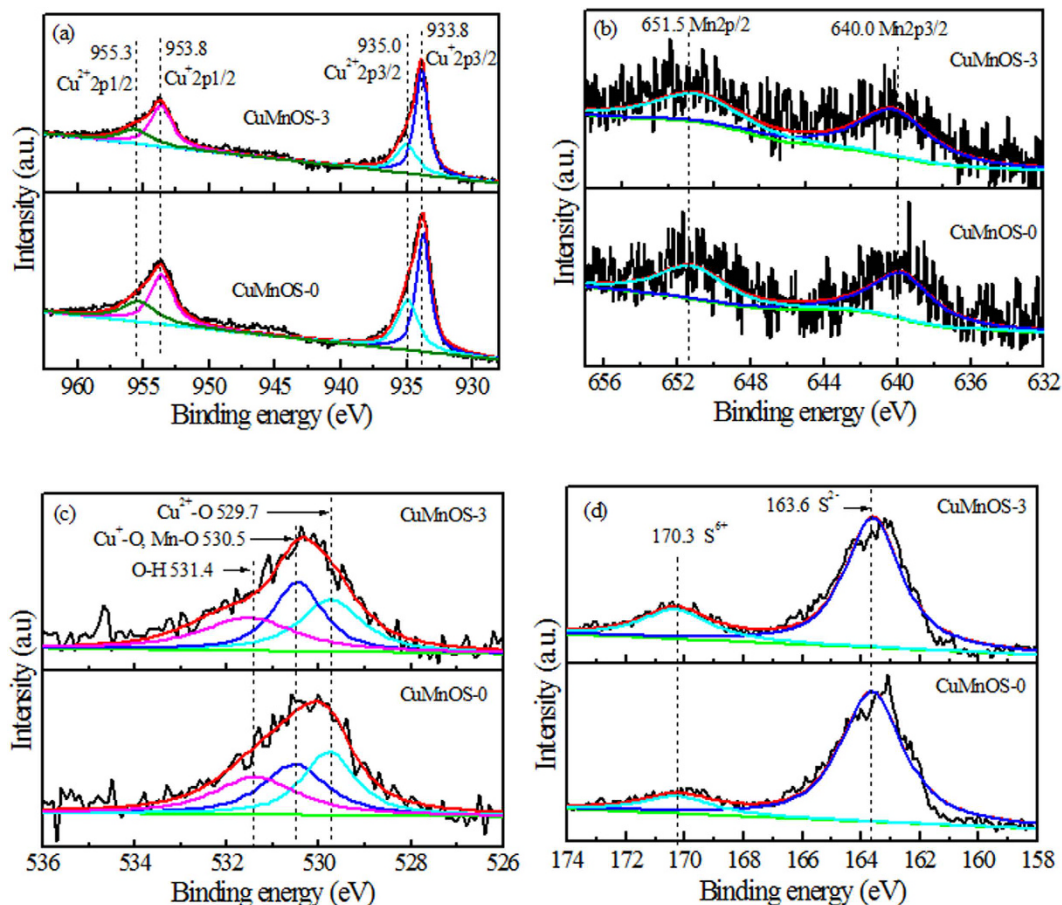 (a)
955.3
Cu²⁺2p1/2
953.8
Cu⁺2p1/2
935.0
Cu²⁺2p3/2
933.8
Cu⁺2p3/2
CuMnOS-3
CuMnOS-0
Intensity (a.u.)
960 955 950 945 940 935 930
Binding energy (eV)
(b)
651.5 Mn2p/2
640.0 Mn2p3/2
CuMnOS-3
CuMnOS-0
Intensity (a.u.)
656 652 648 644 640 636 632
Binding energy (eV)
(c)
Cu²⁺-O 529.7
Cu⁺-O, Mn-O 530.5
O-H 531.4
CuMnOS-3
CuMnOS-0
Intensity (a.u.)
536 534 532 530 528 526
Binding energy (eV)
(d)
163.6 S²⁻
170.3 S⁶⁺
CuMnOS-3
CuMnOS-0
Intensity (a.u.)
174 172 170 168 166 164 162 160 158
Binding energy (eV)